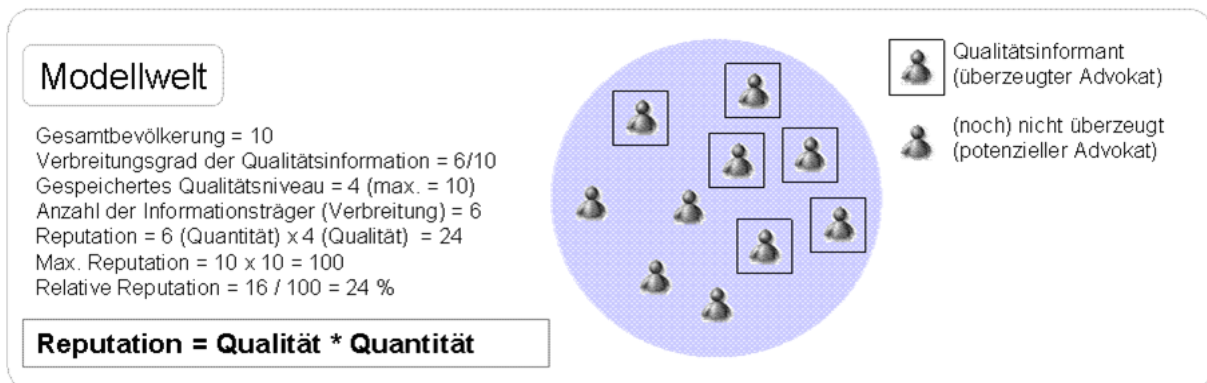 Modellwelt
Gesamtbevölkerung = 10
Verbreitungsgrad der Qualitätsinformation = 6/10
Gespeichertes Qualitätsniveau = 4 (max. = 10)
Anzahl der Informationsträger (Verbreitung) = 6
Reputation = 6 (Quantität) x 4 (Qualität) = 24
Max. Reputation = 10 x 10 = 100
Relative Reputation = 16 / 100 = 24 %
Reputation = Qualität * Quantität
Qualitätsinformant
(überzeugter Advokat)
(noch) nicht überzeugt
(potenzieller Advokat)